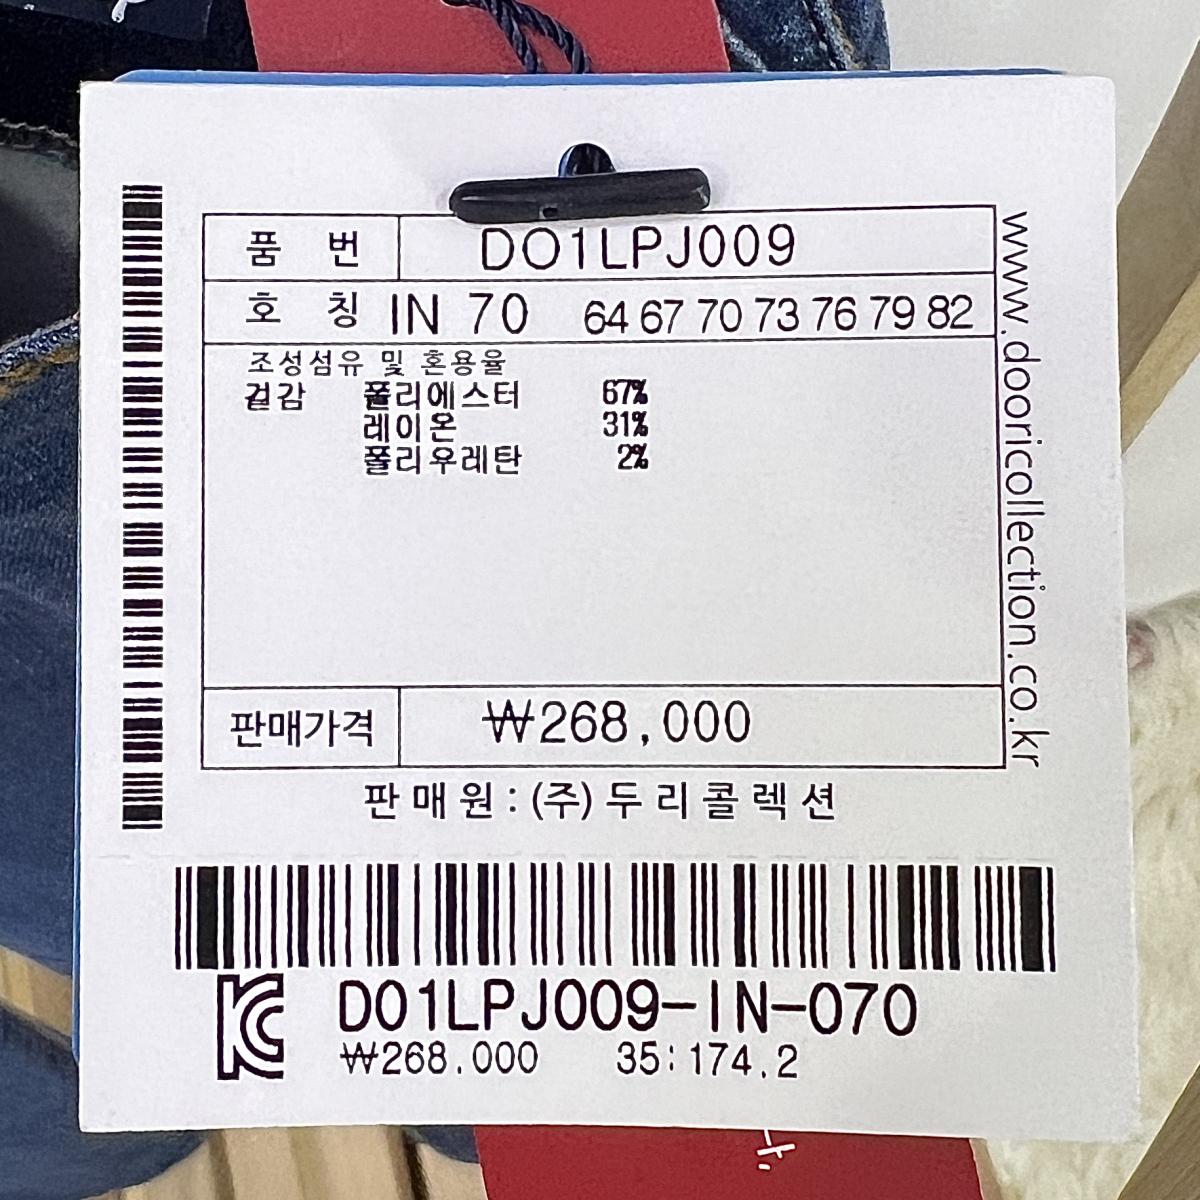 품 번 DO1LPJ009
호 칭 IN 70 64 67 70 73 76 79 82
조성섬유 및 혼용율
겉감 폴리에스터 67%
레이온 31%
폴리우레탄 2%
판매가격 ₩268,000
판매원 : (주)두리콜렉션
www.dooricollection.co.kr
KC
DO1LPJ009-IN-070
₩268.000 35:174.2